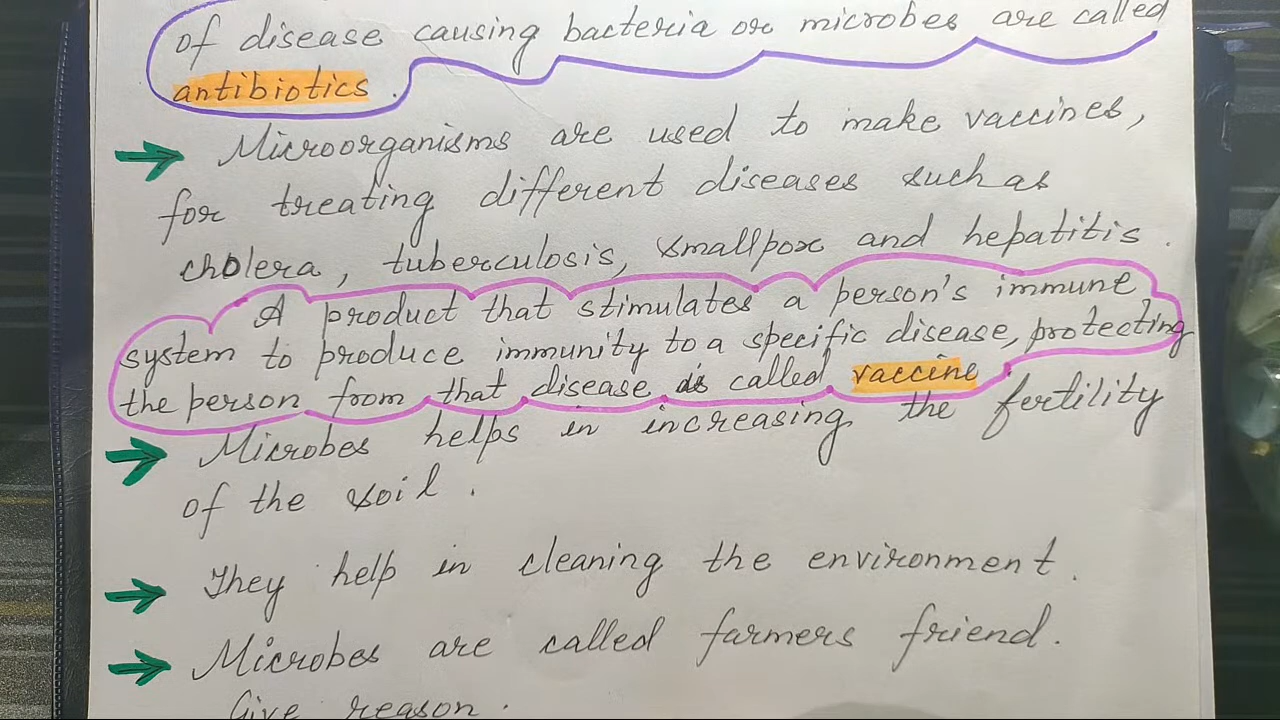 of disease causing bacteria or microbes are called
antibiotics.
Microorganisms are used to make vaccines,
for treating different diseases such as
cholera, tuberculosis, smallpox and hepatitis.
A product that stimulates a person's immune
system to produce immunity to a specific disease, protecting
the person from that disease is called vaccine.
Microbes helps in increasing the fertility
of the soil.
They help in cleaning the environment.
Microbes are called farmers friend.
Give reason.